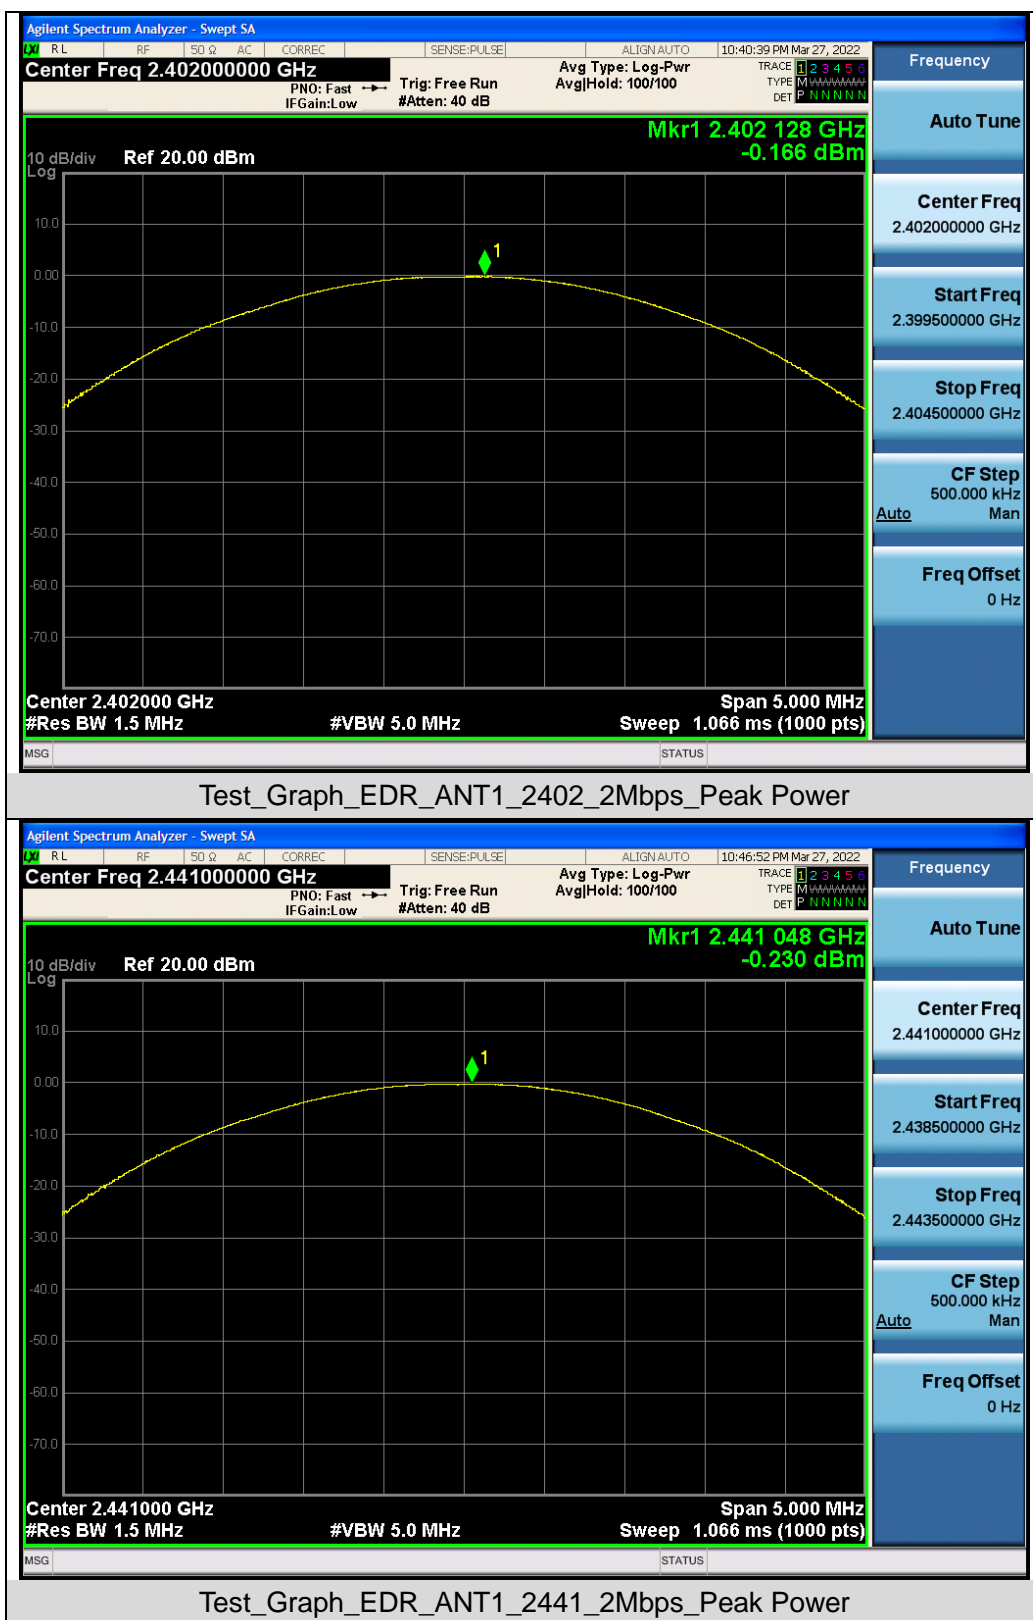 Agilent Spectrum Analyzer - Swept SA
LXI RL RF 50 Ω AC CORREC SENSE:PULSE ALIGN AUTO 10:40:39 PM Mar 27, 2022
Center Freq 2.402000000 GHz
PNO: Fast
IFGain:Low
Trig: Free Run
#Atten: 40 dB
Avg Type: Log-Pwr
Avg|Hold: 100/100
TRACE 1 2 3 4 5 6
TYPE M WWWWW
DET P N N N N N
Frequency
Mkr1 2.402 128 GHz
-0.166 dBm
10 dB/div Ref 20.00 dBm
Log
10.0
0.00
-10.0
-20.0
-30.0
-40.0
-50.0
-60.0
-70.0
1
Center 2.402000 GHz Span 5.000 MHz
#Res BW 1.5 MHz #VBW 5.0 MHz Sweep 1.066 ms (1000 pts)
MSG STATUS
Auto Tune
Center Freq
2.402000000 GHz
Start Freq
2.399500000 GHz
Stop Freq
2.404500000 GHz
CF Step
500.000 kHz
Auto Man
Freq Offset
0 Hz
Test_Graph_EDR_ANT1_2402_2Mbps_Peak Power
Agilent Spectrum Analyzer - Swept SA
LXI RL RF 50 Ω AC CORREC SENSE:PULSE ALIGN AUTO 10:46:52 PM Mar 27, 2022
Center Freq 2.441000000 GHz
PNO: Fast
IFGain:Low
Trig: Free Run
#Atten: 40 dB
Avg Type: Log-Pwr
Avg|Hold: 100/100
TRACE 1 2 3 4 5 6
TYPE M WWWWW
DET P N N N N N
Frequency
Mkr1 2.441 048 GHz
-0.230 dBm
10 dB/div Ref 20.00 dBm
Log
10.0
0.00
-10.0
-20.0
-30.0
-40.0
-50.0
-60.0
-70.0
1
Center 2.441000 GHz Span 5.000 MHz
#Res BW 1.5 MHz #VBW 5.0 MHz Sweep 1.066 ms (1000 pts)
MSG STATUS
Auto Tune
Center Freq
2.441000000 GHz
Start Freq
2.438500000 GHz
Stop Freq
2.443500000 GHz
CF Step
500.000 kHz
Auto Man
Freq Offset
0 Hz
Test_Graph_EDR_ANT1_2441_2Mbps_Peak Power